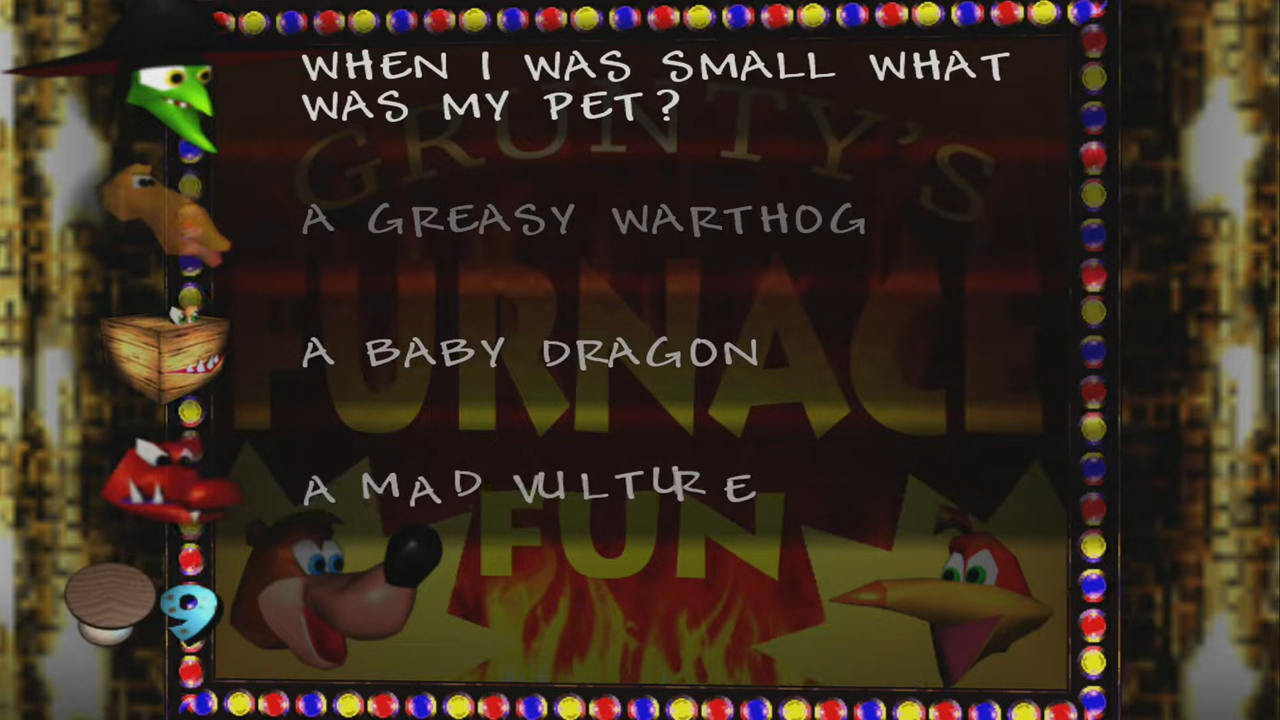 WHEN I WAS SMALL WHAT
WAS MY PET?
GRUNTY'S
A GREASY WARTHOG
FURNACE
A BABY DRAGON
A MAD VULTURE
FUN
9